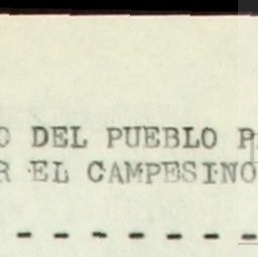 O DEL PUEBLO P
R EL CAMPESINO
- - - - - - -